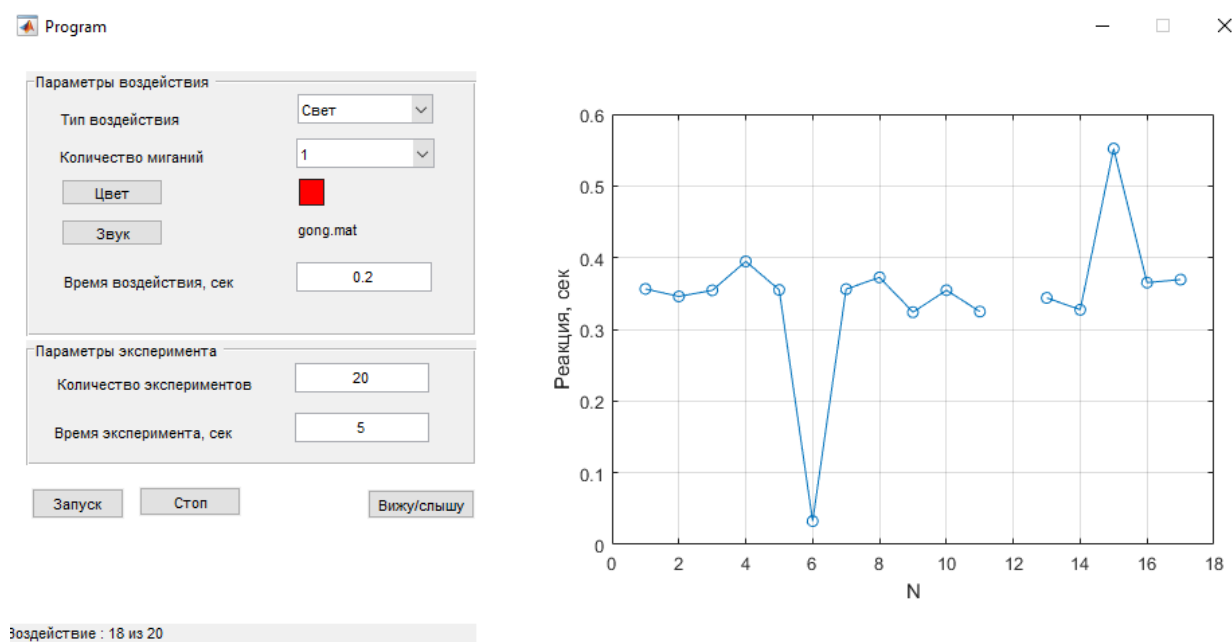 Program
Параметры воздействия
Тип воздействия
Свет
Количество миганий
1
Цвет
Звук
gong.mat
Время воздействия, сек
0.2
Параметры эксперимента
Количество экспериментов
20
Время эксперимента, сек
5
Запуск
Стоп
Вижу/слышу
Воздействие : 18 из 20
0.6
0.5
0.4
0.3
0.2
0.1
0
Реакция, сек
0 2 4 6 8 10 12 14 16 18
N